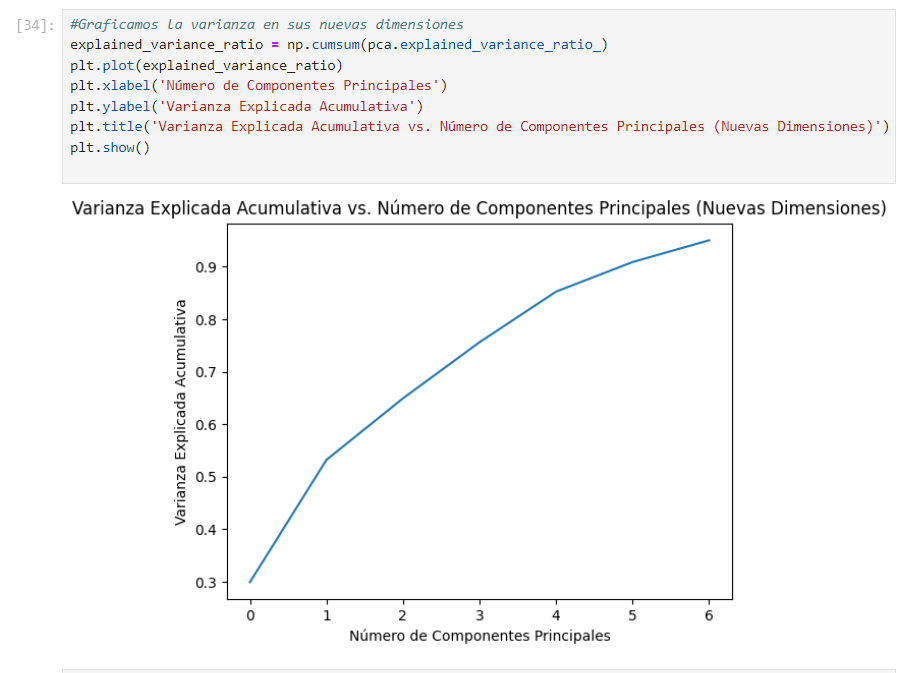 [34]: #Graficamos la varianza en sus nuevas dimensiones
explained_variance_ratio = np.cumsum(pca.explained_variance_ratio_)
plt.plot(explained_variance_ratio)
plt.xlabel('Número de Componentes Principales')
plt.ylabel('Varianza Explicada Acumulativa')
plt.title('Varianza Explicada Acumulativa vs. Número de Componentes Principales (Nuevas Dimensiones)')
plt.show()
Varianza Explicada Acumulativa vs. Número de Componentes Principales (Nuevas Dimensiones)
Varianza Explicada Acumulativa
0.9
0.8
0.7
0.6
0.5
0.4
0.3
0 1 2 3 4 5 6
Número de Componentes Principales